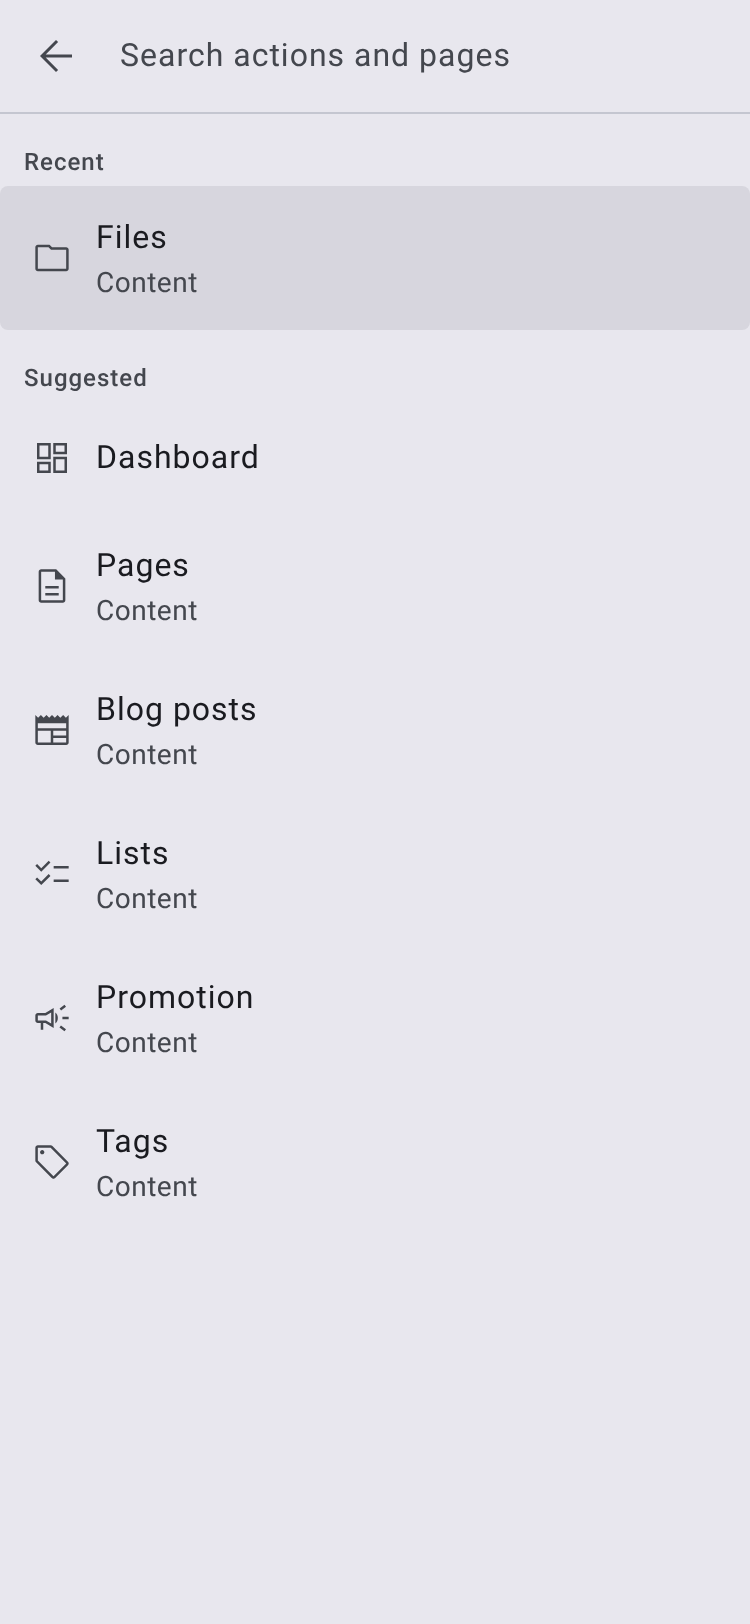 Search actions and pages
Recent
Files
Content
Suggested
Dashboard
Pages
Content
Blog posts
Content
Lists
Content
Promotion
Content
Tags
Content